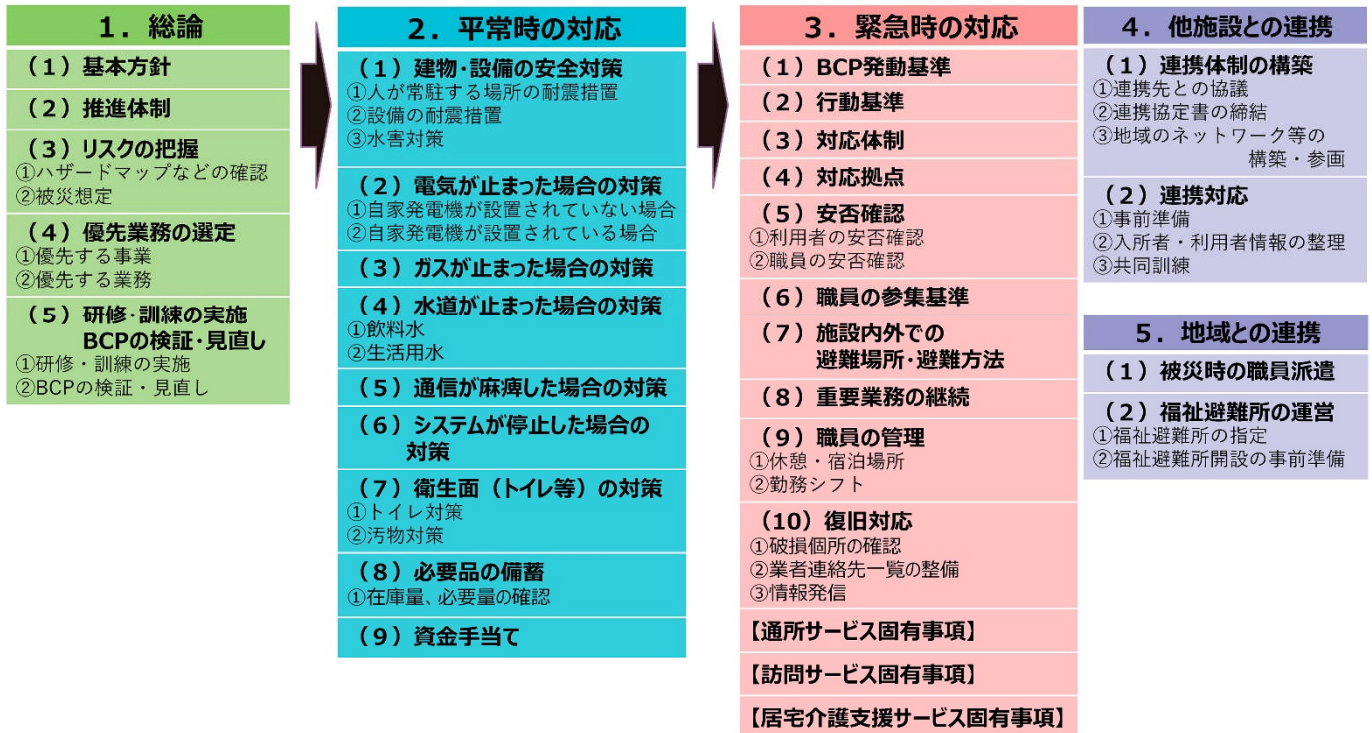 1．総論
（1）基本方針
（2）推進体制
（3）リスクの把握
①ハザードマップなどの確認
②被災想定
（4）優先業務の選定
①優先する事業
②優先する業務
（5）研修・訓練の実施
BCPの検証・見直し
①研修・訓練の実施
②BCPの検証・見直し
2．平常時の対応
（1）建物・設備の安全対策
①人が常駐する場所の耐震措置
②設備の耐震措置
③水害対策
（2）電気が止まった場合の対策
①自家発電機が設置されていない場合
②自家発電機が設置されている場合
（3）ガスが止まった場合の対策
（4）水道が止まった場合の対策
①飲料水
②生活用水
（5）通信が麻痺した場合の対策
（6）システムが停止した場合の
対策
（7）衛生面（トイレ等）の対策
①トイレ対策
②汚物対策
（8）必要品の備蓄
①在庫量、必要量の確認
（9）資金手当て
3．緊急時の対応
（1）BCP発動基準
（2）行動基準
（3）対応体制
（4）対応拠点
（5）安否確認
①利用者の安否確認
②職員の安否確認
（6）職員の参集基準
（7）施設内外での
避難場所・避難方法
（8）重要業務の継続
（9）職員の管理
①休憩・宿泊場所
②勤務シフト
（10）復旧対応
①破損個所の確認
②業者連絡先一覧の整備
③情報発信
【通所サービス固有事項】
【訪問サービス固有事項】
【居宅介護支援サービス固有事項】
4．他施設との連携
（1）連携体制の構築
①連携先との協議
②連携協定書の締結
③地域のネットワーク等の
構築・参画
（2）連携対応
①事前準備
②入所者・利用者情報の整理
③共同訓練
5．地域との連携
（1）被災時の職員派遣
（2）福祉避難所の運営
①福祉避難所の指定
②福祉避難所開設の事前準備